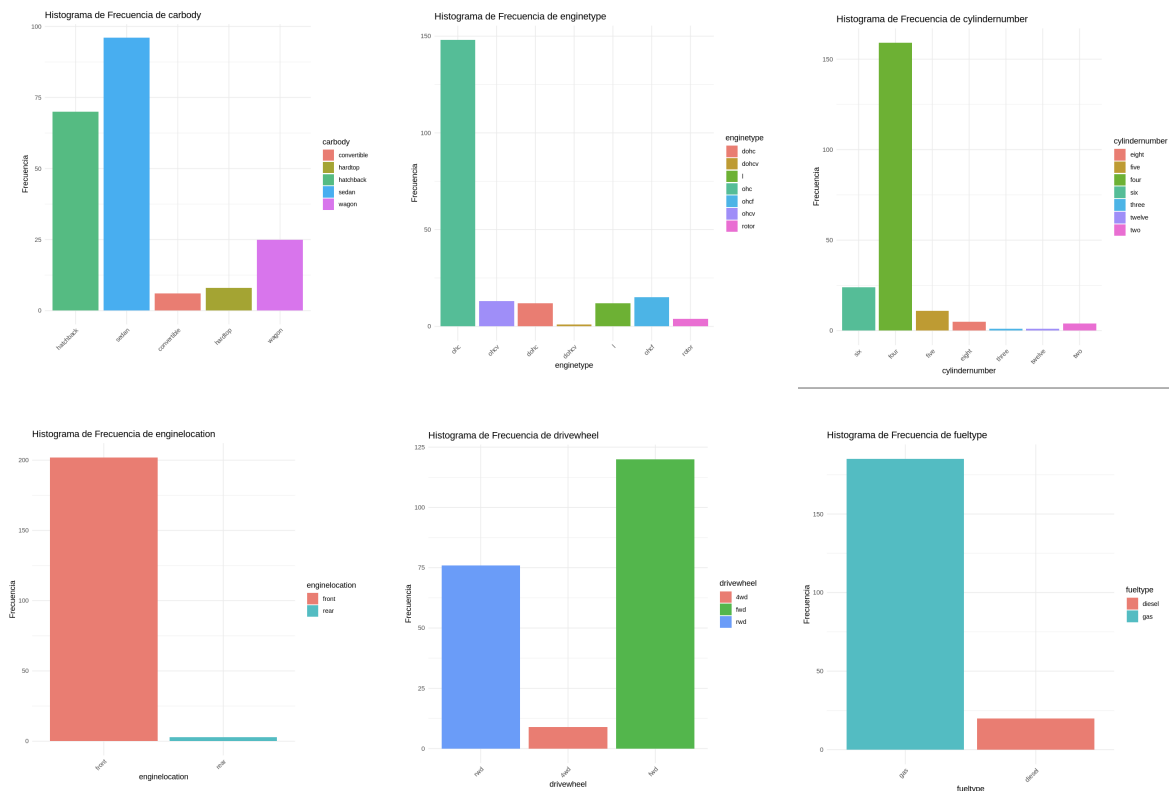 Histograma de Frecuencia de carbody
100
75
50
25
0
Frecuencia
hatchback
sedan
convertible
hardtop
wagon
carbody
convertible
hardtop
hatchback
sedan
wagon
Histograma de Frecuencia de enginetype
150
100
50
0
Frecuencia
ohc
ohcv
dohc
dohcv
l
ohcf
rotor
enginetype
enginetype
dohc
dohcv
l
ohc
ohcf
ohcv
rotor
Histograma de Frecuencia de cylindernumber
150
100
50
0
Frecuencia
six
four
five
eight
three
twelve
two
cylindernumber
cylindernumber
eight
five
four
six
three
twelve
two
Histograma de Frecuencia de enginelocation
200
150
100
50
0
Frecuencia
front
rear
enginelocation
enginelocation
front
rear
Histograma de Frecuencia de drivewheel
125
100
75
50
25
0
Frecuencia
rwd
4wd
fwd
drivewheel
drivewheel
4wd
fwd
rwd
Histograma de Frecuencia de fueltype
150
100
50
0
Frecuencia
gas
diesel
fueltype
fueltype
diesel
gas